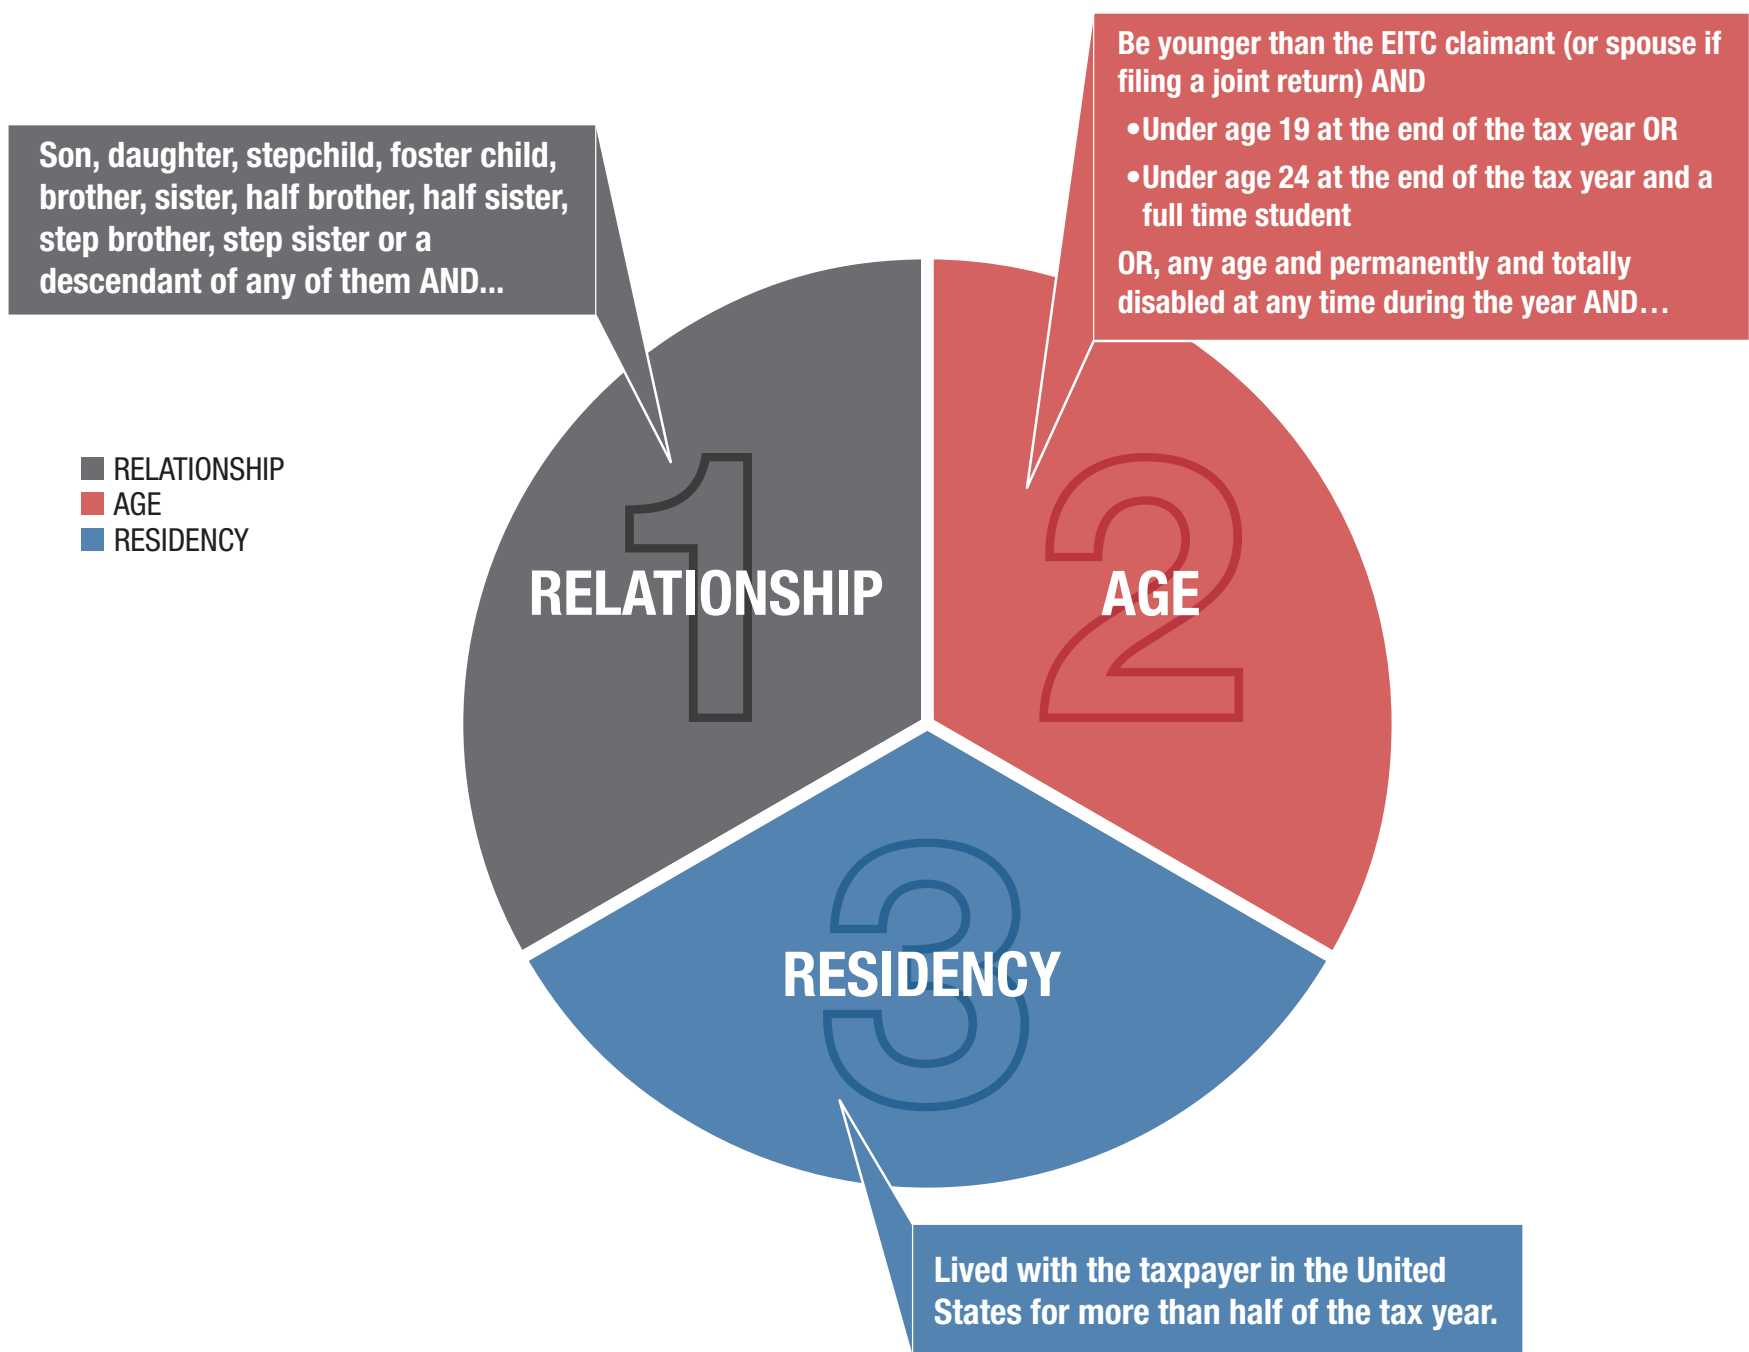 Be younger than the EITC claimant (or spouse if
filing a joint return) AND
•Under age 19 at the end of the tax year OR
•Under age 24 at the end of the tax year and a
full time student
OR, any age and permanently and totally
disabled at any time during the year AND…
Son, daughter, stepchild, foster child,
brother, sister, half brother, half sister,
step brother, step sister or a
descendant of any of them AND...
RELATIONSHIP
AGE
RESIDENCY
1
RELATIONSHIP
2
AGE
3
RESIDENCY
Lived with the taxpayer in the United
States for more than half of the tax year.